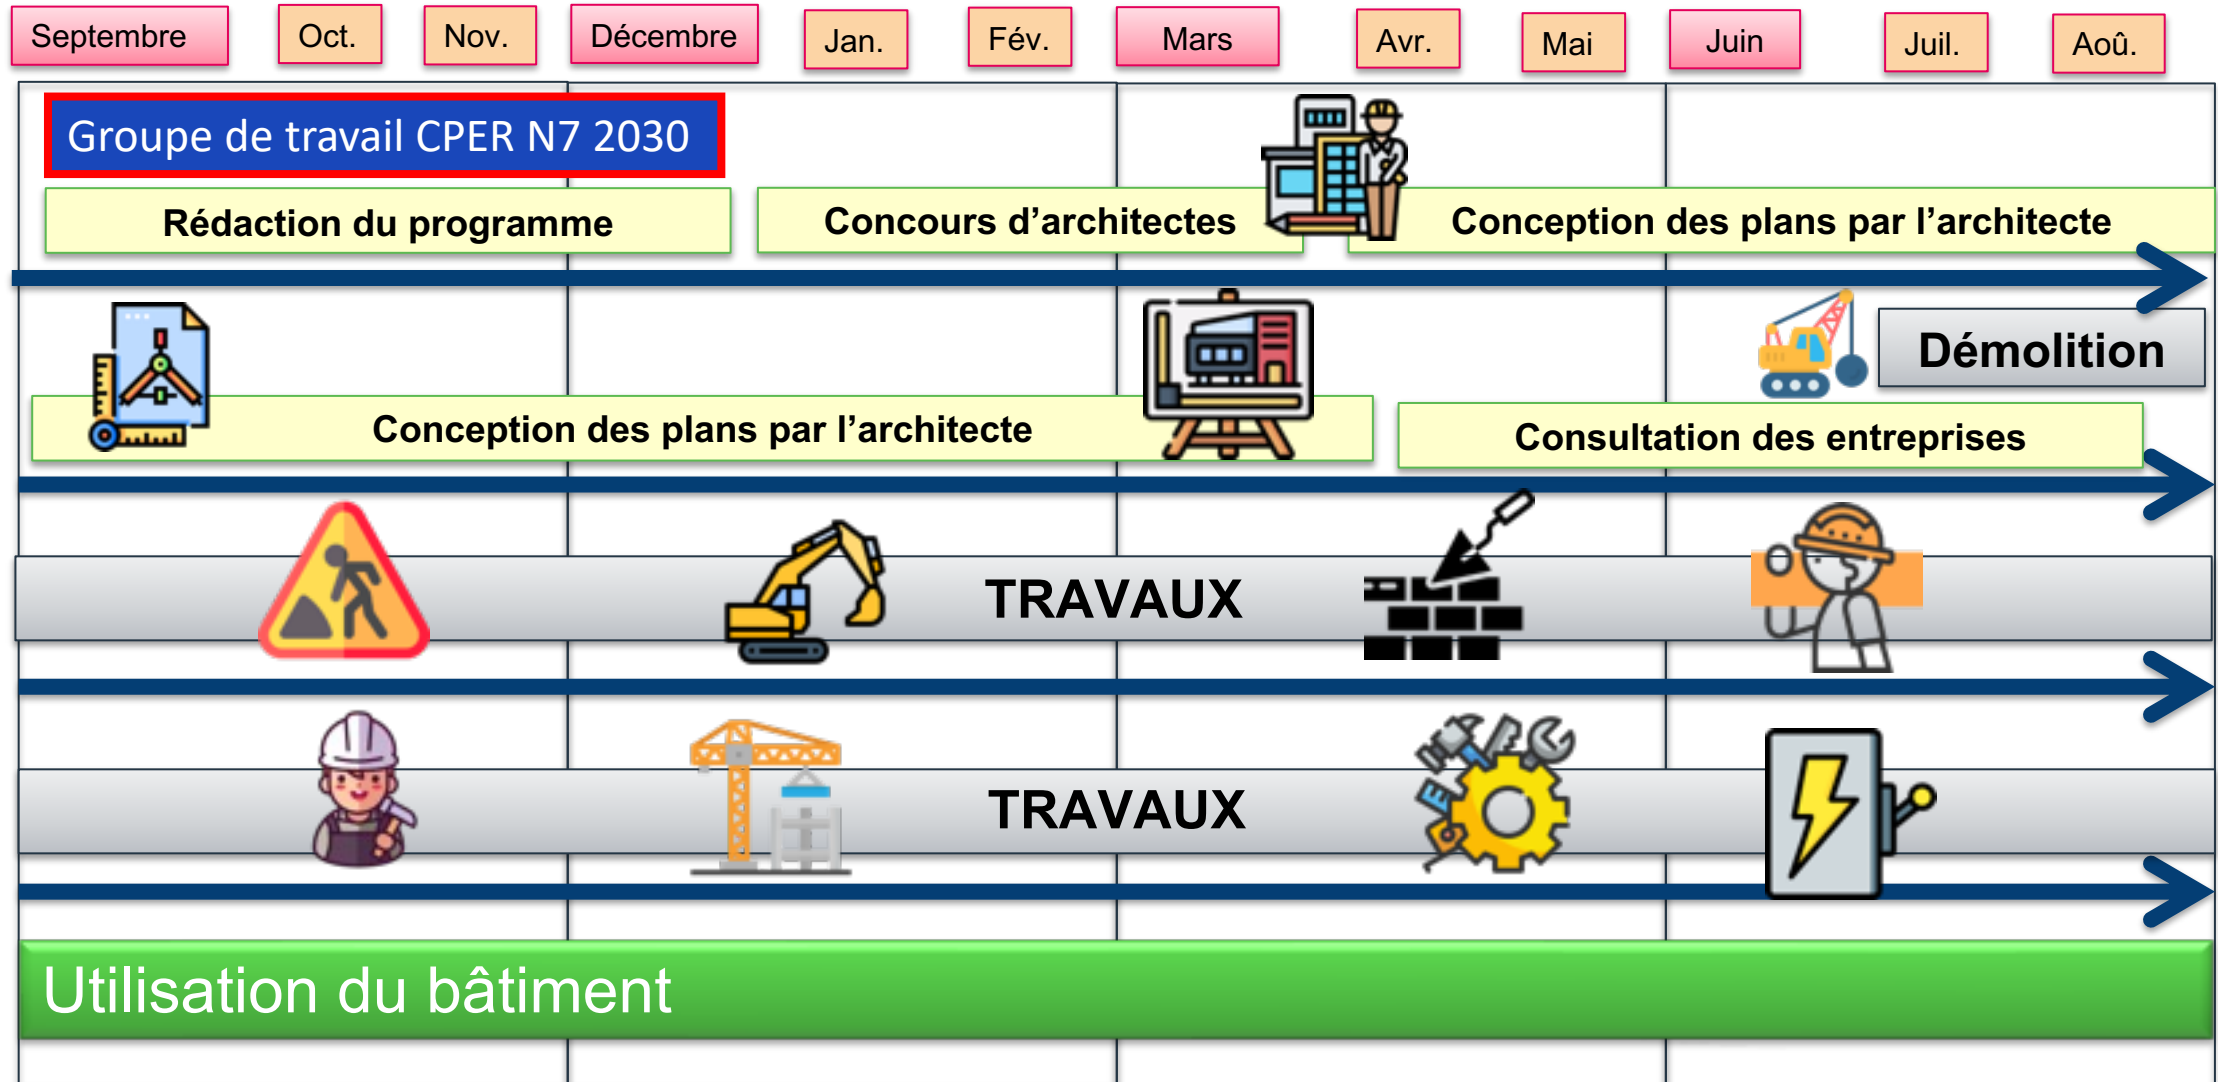 Septembre
Oct.
Nov.
Décembre
Jan.
Fév.
Mars
Avr.
Mai
Juin
Juil.
Aoû.
Groupe de travail CPER N7 2030
Rédaction du programme
Concours d’architectes
Conception des plans par l’architecte
Démolition
Conception des plans par l’architecte
Consultation des entreprises
TRAVAUX
TRAVAUX
Utilisation du bâtiment